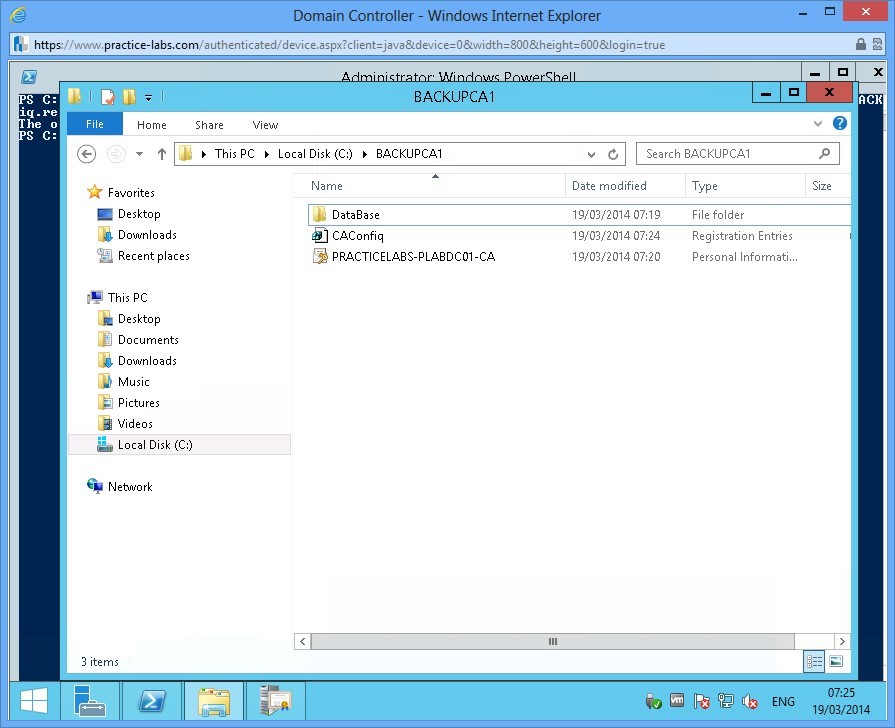 Domain Controller - Windows Internet Explorer
https://www.practice-labs.com/authenticated/device.aspx?client=java&device=0&width=800&height=600&login=true
Administrator: Windows PowerShell
PS C:
ACK
iq.re
The o
PS C:
BACKUPCA1
File Home Share View
This PC Local Disk (C:) BACKUPCA1 Search BACKUPCA1
Name Date modified Type Size
Favorites
Desktop
Downloads
Recent places
This PC
Desktop
Documents
Downloads
Music
Pictures
Videos
Local Disk (C:)
Network
DataBase 19/03/2014 07:19 File folder
CAConfiq 19/03/2014 07:24 Registration Entries
PRACTICELABS-PLABDC01-CA 19/03/2014 07:20 Personal Informati...
3 items
ENG
07:25
19/03/2014